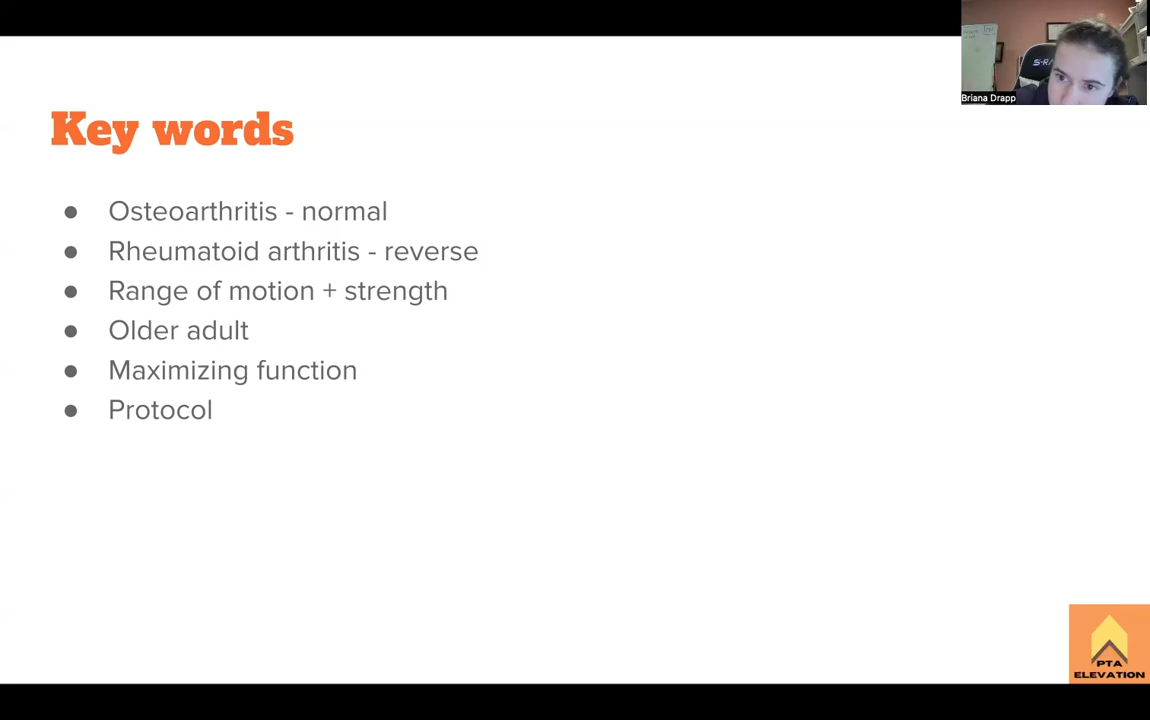 Briana Drapp
Key words
● Osteoarthritis - normal
● Rheumatoid arthritis - reverse
● Range of motion + strength
● Older adult
● Maximizing function
● Protocol
PTA
ELEVATION